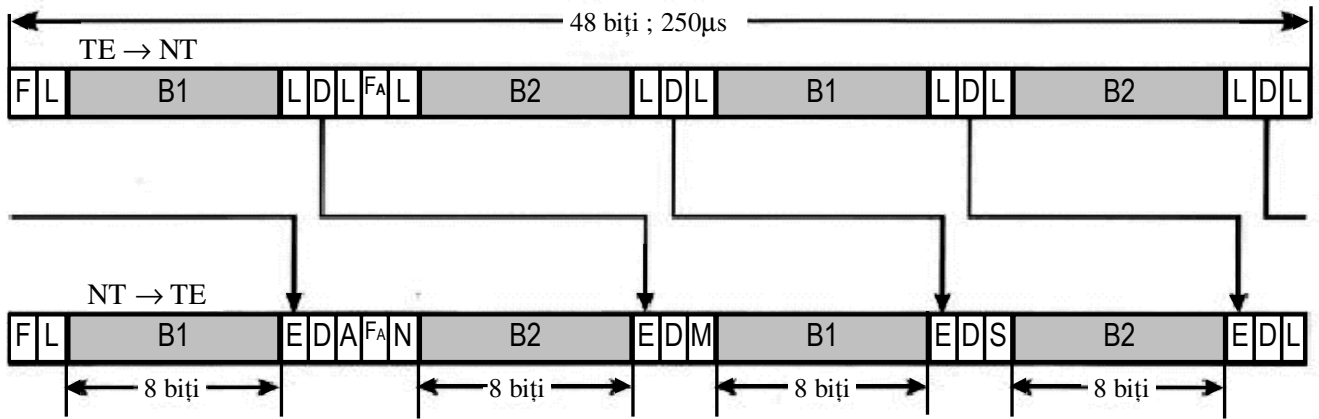 48 biți ; 250µs
TE → NT
F L B1 L D L FA L B2 L D L B1 L D L B2 L D L
NT → TE
F L B1 E D A FA N B2 E D M B1 E D S B2 E D L
8 biți 8 biți 8 biți 8 biți